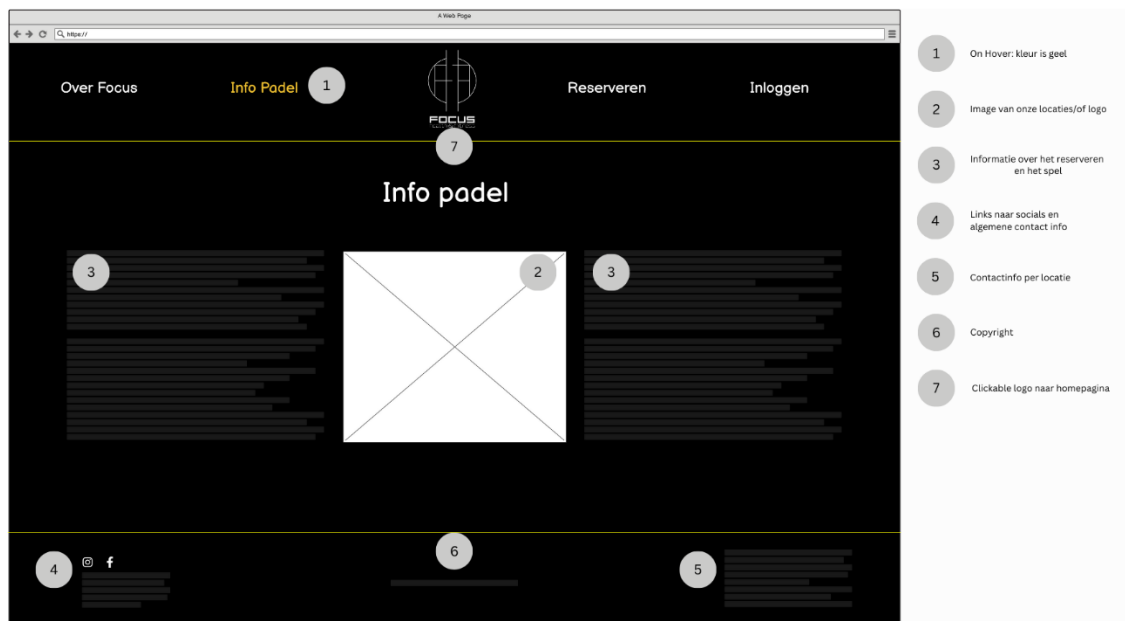 A Web Page
https://
Over Focus
Info Padel
1
FOCUS
Reserveren
Inloggen
7
Info padel
3
2
3
4
6
5
1 On Hover: kleur is geel
2 Image van onze locaties/of logo
3 Informatie over het reserveren
en het spel
4 Links naar socials en
algemene contact info
5 Contactinfo per locatie
6 Copyright
7 Clickable logo naar homepagina